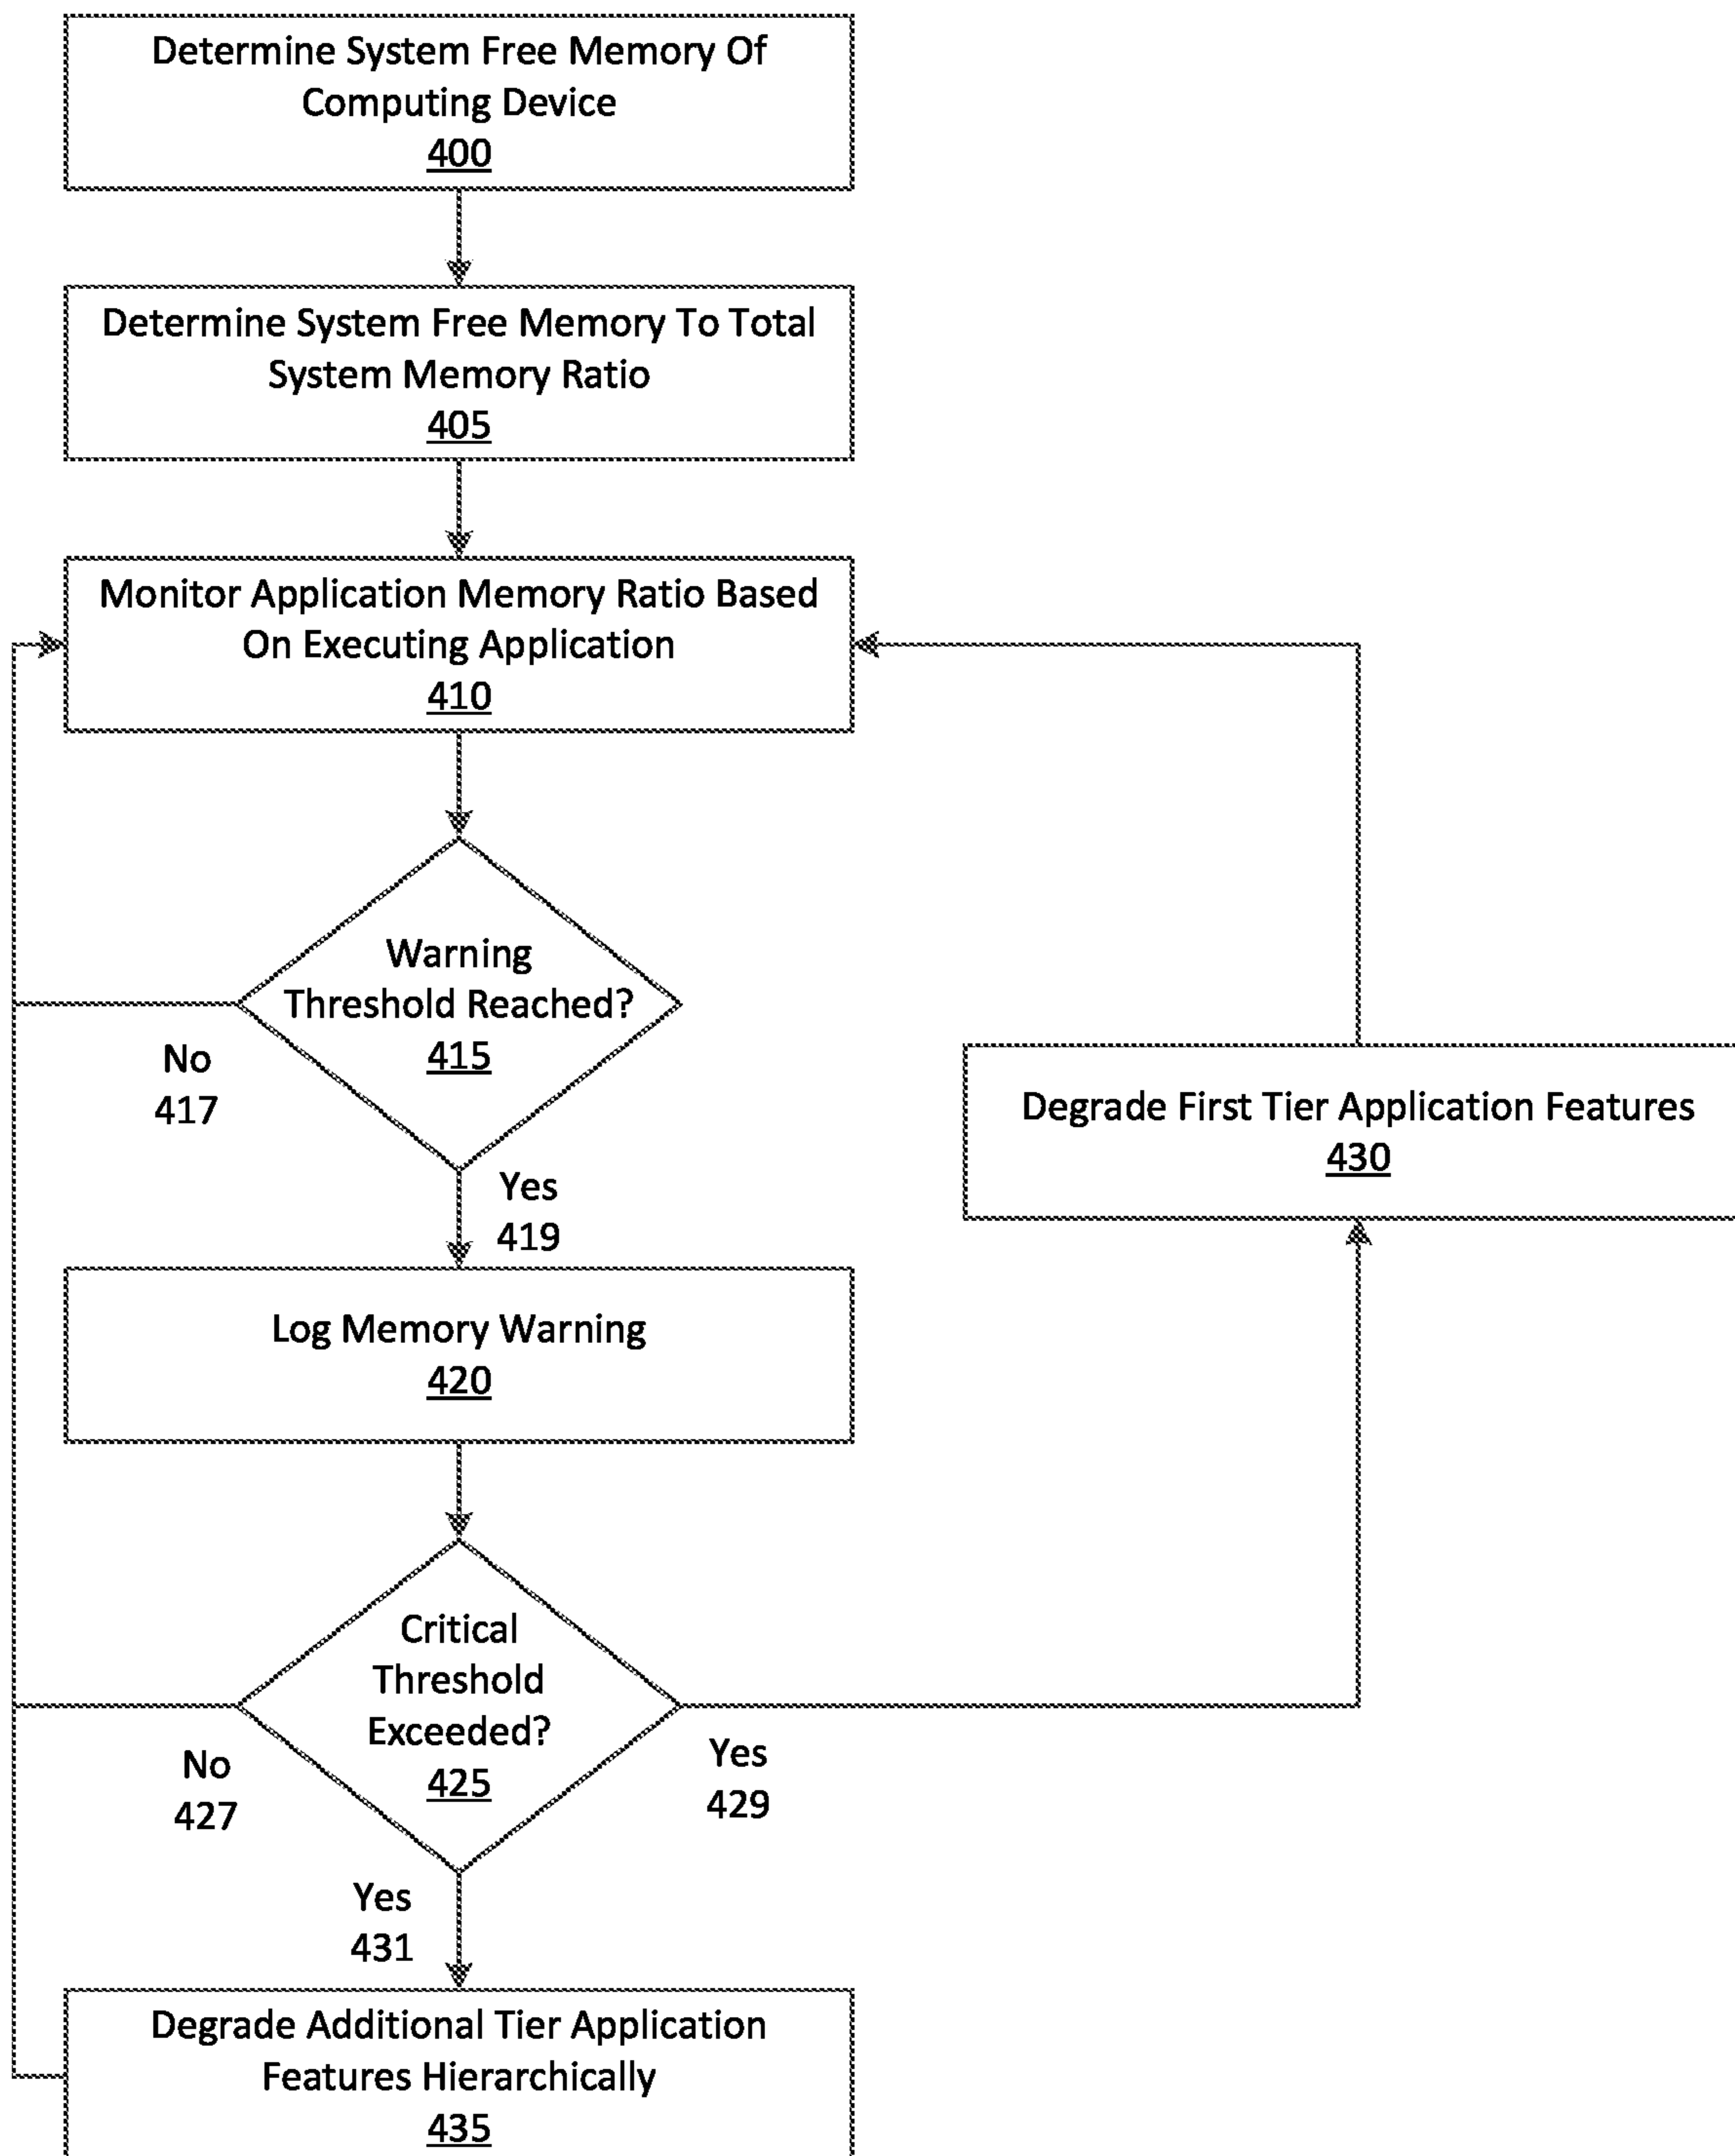 Determine System Free Memory Of
Computing Device
400
Determine System Free Memory To Total
System Memory Ratio
405
Monitor Application Memory Ratio Based
On Executing Application
410
Warning
Threshold Reached?
415
No
417
Yes
419
Degrade First Tier Application Features
430
Log Memory Warning
420
Critical
Threshold
Exceeded?
425
No
427
Yes
429
Yes
431
Degrade Additional Tier Application
Features Hierarchically
435